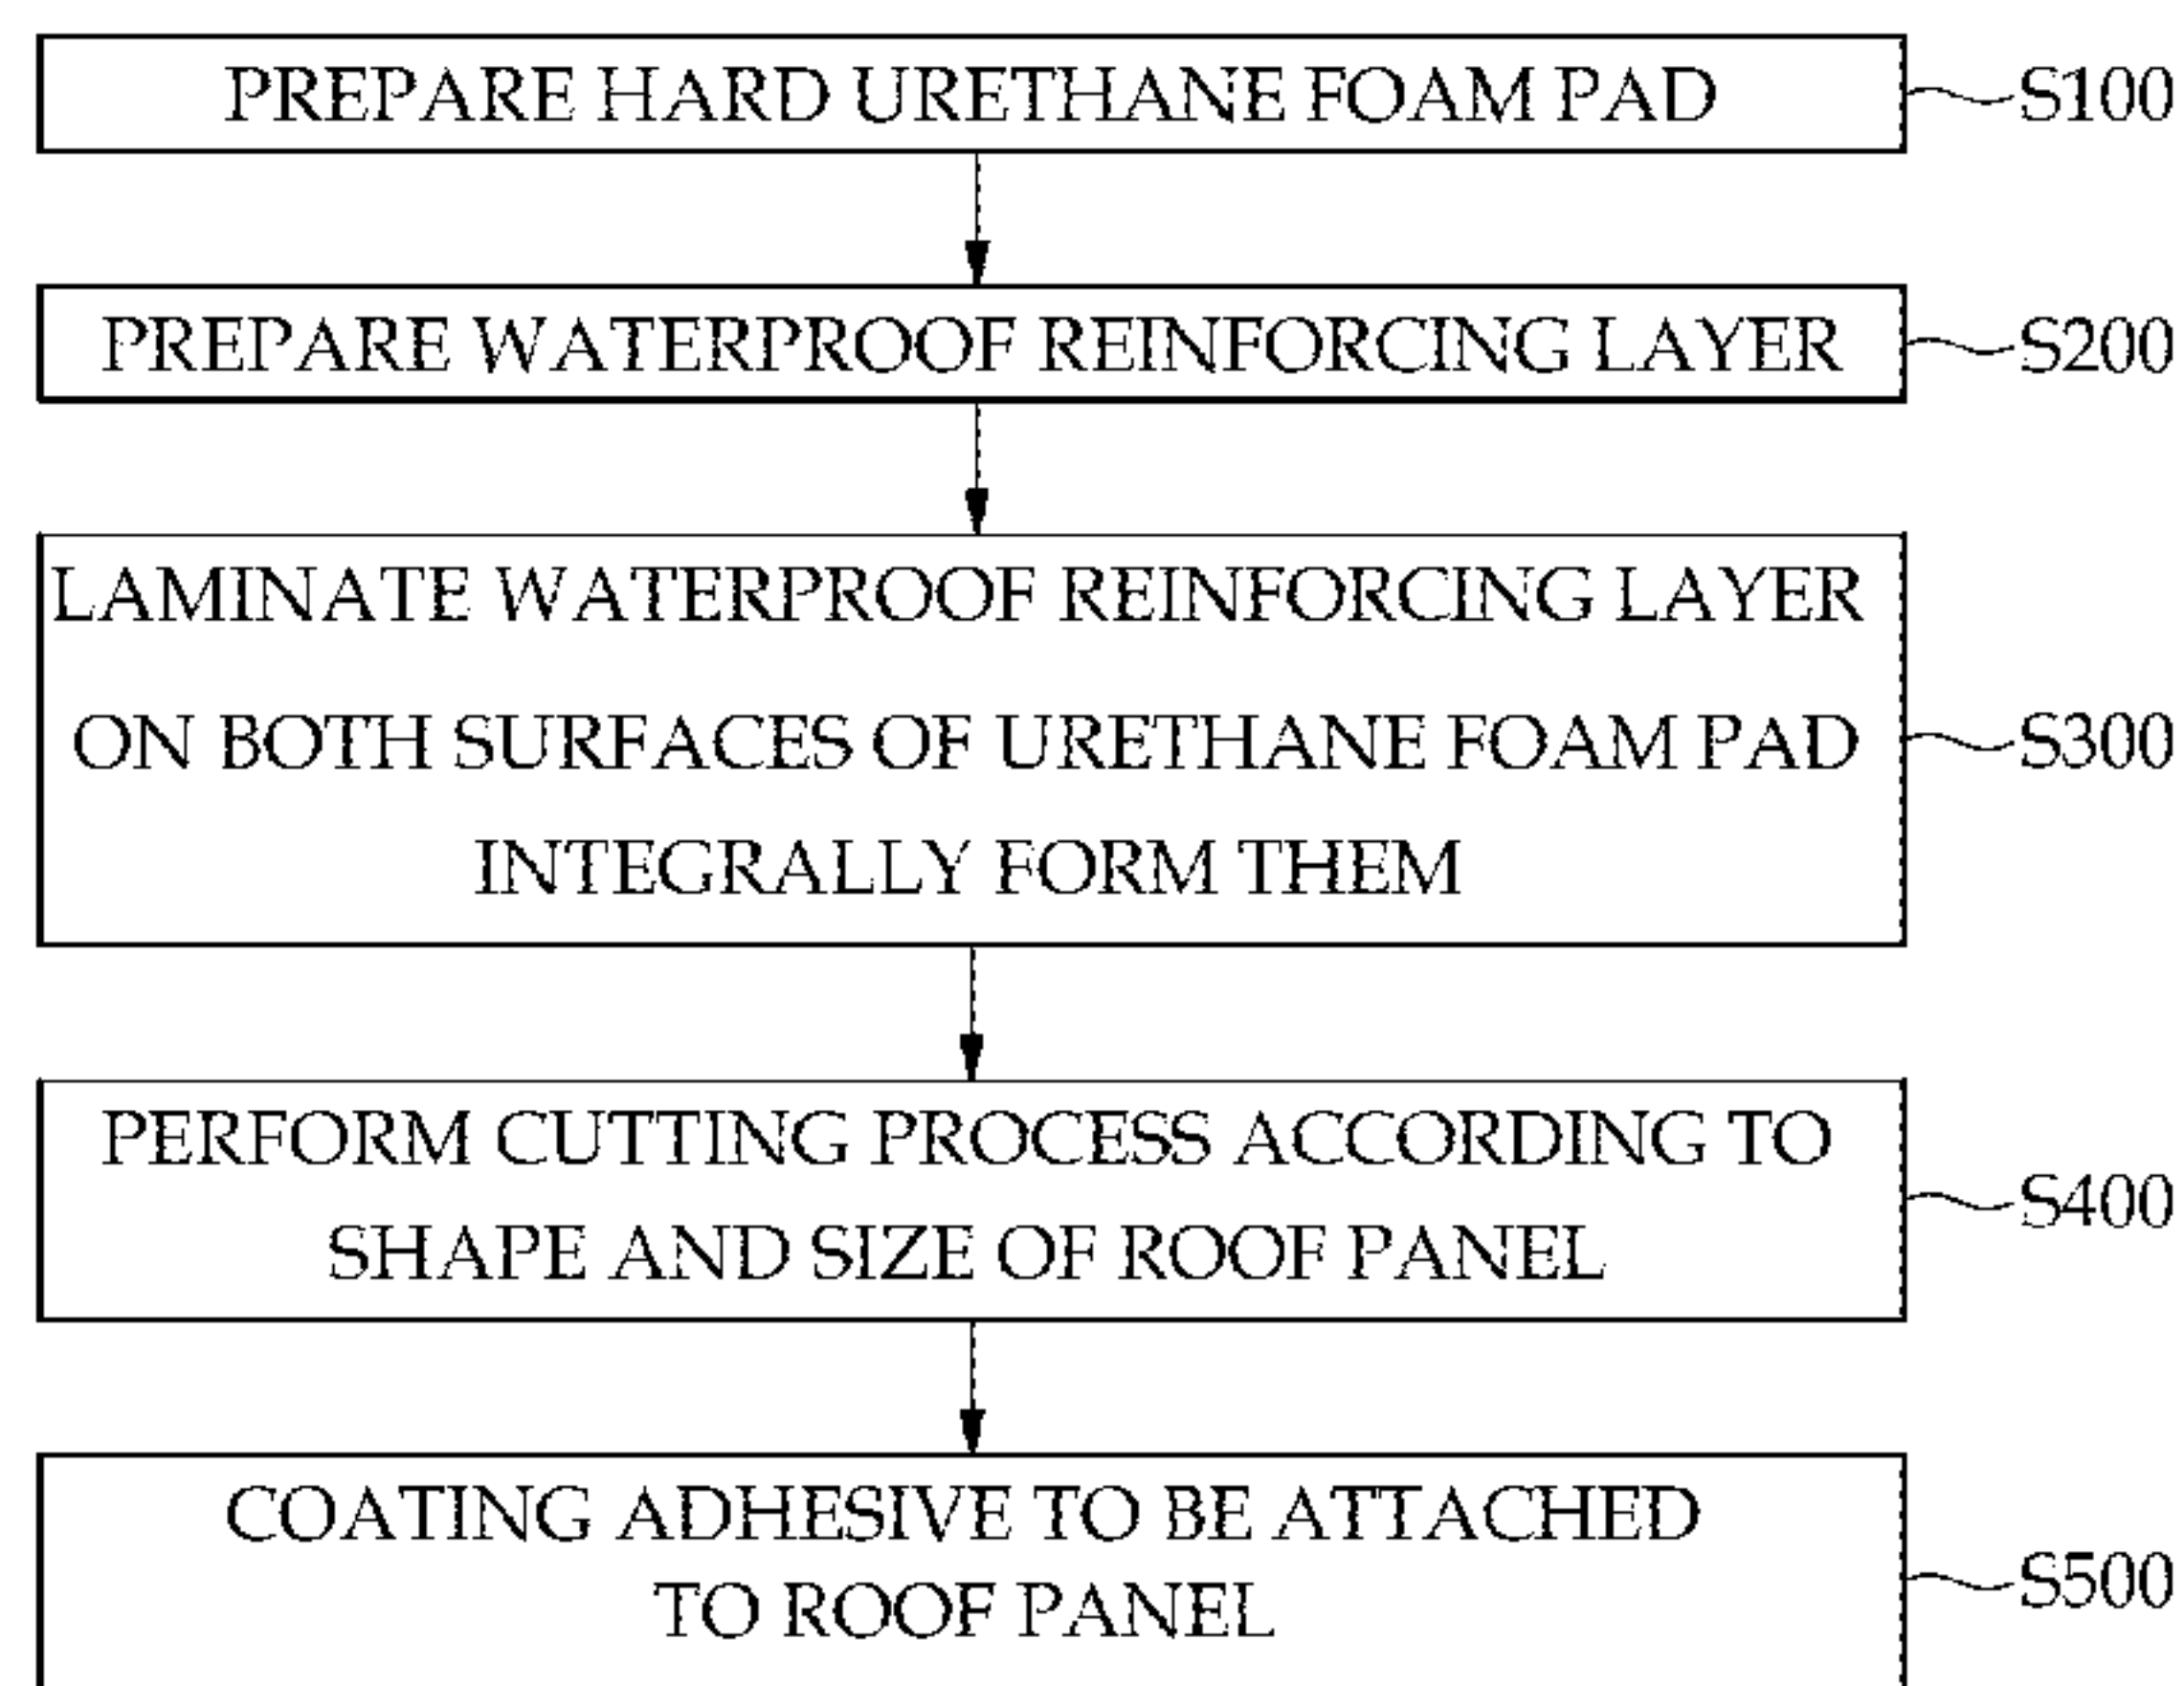 PREPARE HARD URETHANE FOAM PAD
S100
PREPARE WATERPROOF REINFORCING LAYER
S200
LAMINATE WATERPROOF REINFORCING LAYER
ON BOTH SURFACES OF URETHANE FOAM PAD
INTEGRALLY FORM THEM
S300
PERFORM CUTTING PROCESS ACCORDING TO
SHAPE AND SIZE OF ROOF PANEL
S400
COATING ADHESIVE TO BE ATTACHED
TO ROOF PANEL
S500